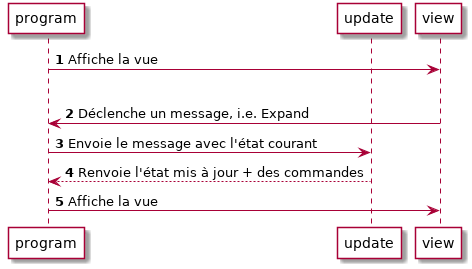 program update view
1 Affiche la vue
2 Déclenche un message, i.e. Expand
3 Envoie le message avec l'état courant
4 Renvoie l'état mis à jour + des commandes
5 Affiche la vue
program update view